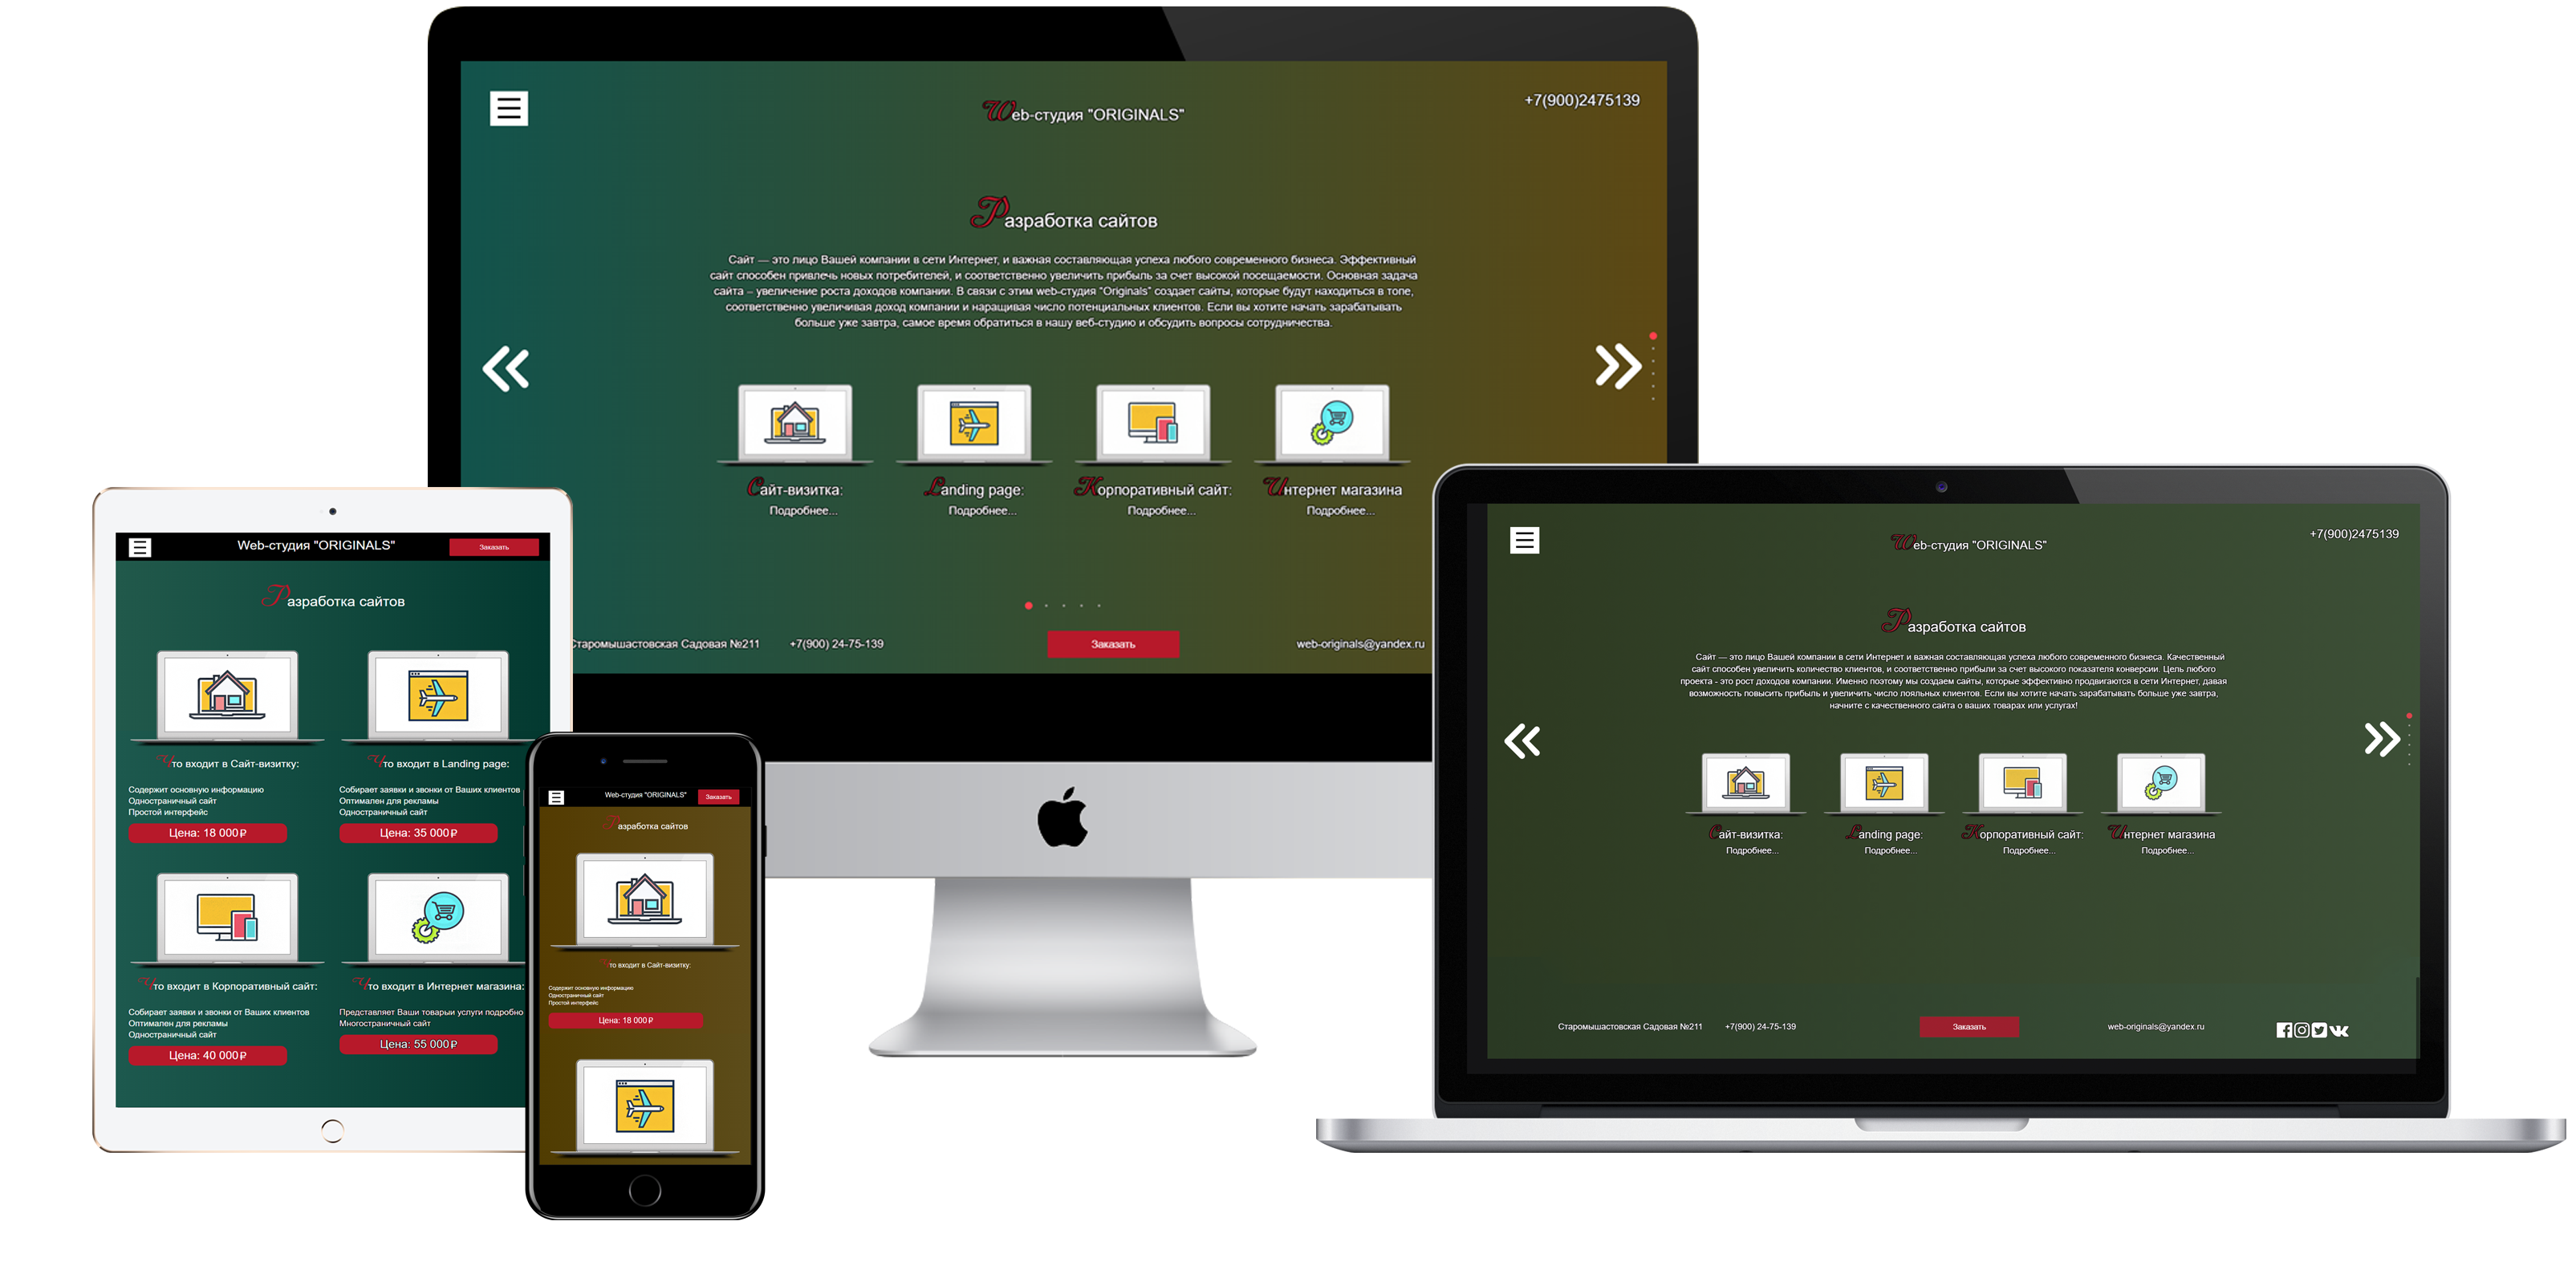 Web-студия "ORIGINALS"
+7(900)2475139
Разработка сайтов
Сайт — это лицо Вашей компании в сети Интернет, и важная составляющая успеха любого современного бизнеса. Эффективный
сайт способен привлечь новых потребителей, и соответственно увеличить прибыль за счет высокой посещаемости. Основная задача
сайта – увеличение роста доходов компании. В связи с этим web-студия "Originals" создает сайты, которые будут находиться в топе,
соответственно увеличивая доход компании и наращивая число потенциальных клиентов. Если вы хотите начать зарабатывать
больше уже завтра, самое время обратиться в нашу веб-студию и обсудить вопросы сотрудничества.
Сайт-визитка: Landing page: Корпоративный сайт: Интернет магазина
Подробнее... Подробнее... Подробнее... Подробнее...
Старомышастовская Садовая №211 +7(900) 24-75-139 Заказать web-originals@yandex.ru
Web-студия "ORIGINALS" Заказать
Разработка сайтов
Что входит в Сайт-визитку:
Содержит основную информацию
Одностраничный сайт
Простой интерфейс
Цена: 18 000₽
Что входит в Landing page:
Собирает заявки и звонки от Ваших клиентов
Оптимален для рекламы
Одностраничный сайт
Цена: 35 000₽
Что входит в Корпоративный сайт:
Собирает заявки и звонки от Ваших клиентов
Оптимален для рекламы
Одностраничный сайт
Цена: 40 000₽
Что входит в Интернет магазина:
Представляет Ваши товарыи услуги подробно
Многостраничный сайт
Цена: 55 000₽
Web-студия "ORIGINALS" Заказать
Разработка сайтов
Что входит в Сайт-визитку:
Содержит основную информацию
Одностраничный сайт
Простой интерфейс
Цена: 18 000₽
Web-студия "ORIGINALS"
+7(900)2475139
Разработка сайтов
Сайт — это лицо Вашей компании в сети Интернет и важная составляющая успеха любого современного бизнеса. Качественный
сайт способен увеличить количество клиентов, и соответственно прибыли за счет высокого показателя конверсии. Цель любого
проекта - это рост доходов компании. Именно поэтому мы создаем сайты, которые эффективно продвигаются в сети Интернет, давая
возможность повысить прибыль и увеличить число лояльных клиентов. Если вы хотите начать зарабатывать больше уже завтра,
начните с качественного сайта о ваших товарах или услугах!
Сайт-визитка: Landing page: Корпоративный сайт: Интернет магазина
Подробнее... Подробнее... Подробнее... Подробнее...
Старомышастовская Садовая №211 +7(900) 24-75-139 Заказать web-originals@yandex.ru